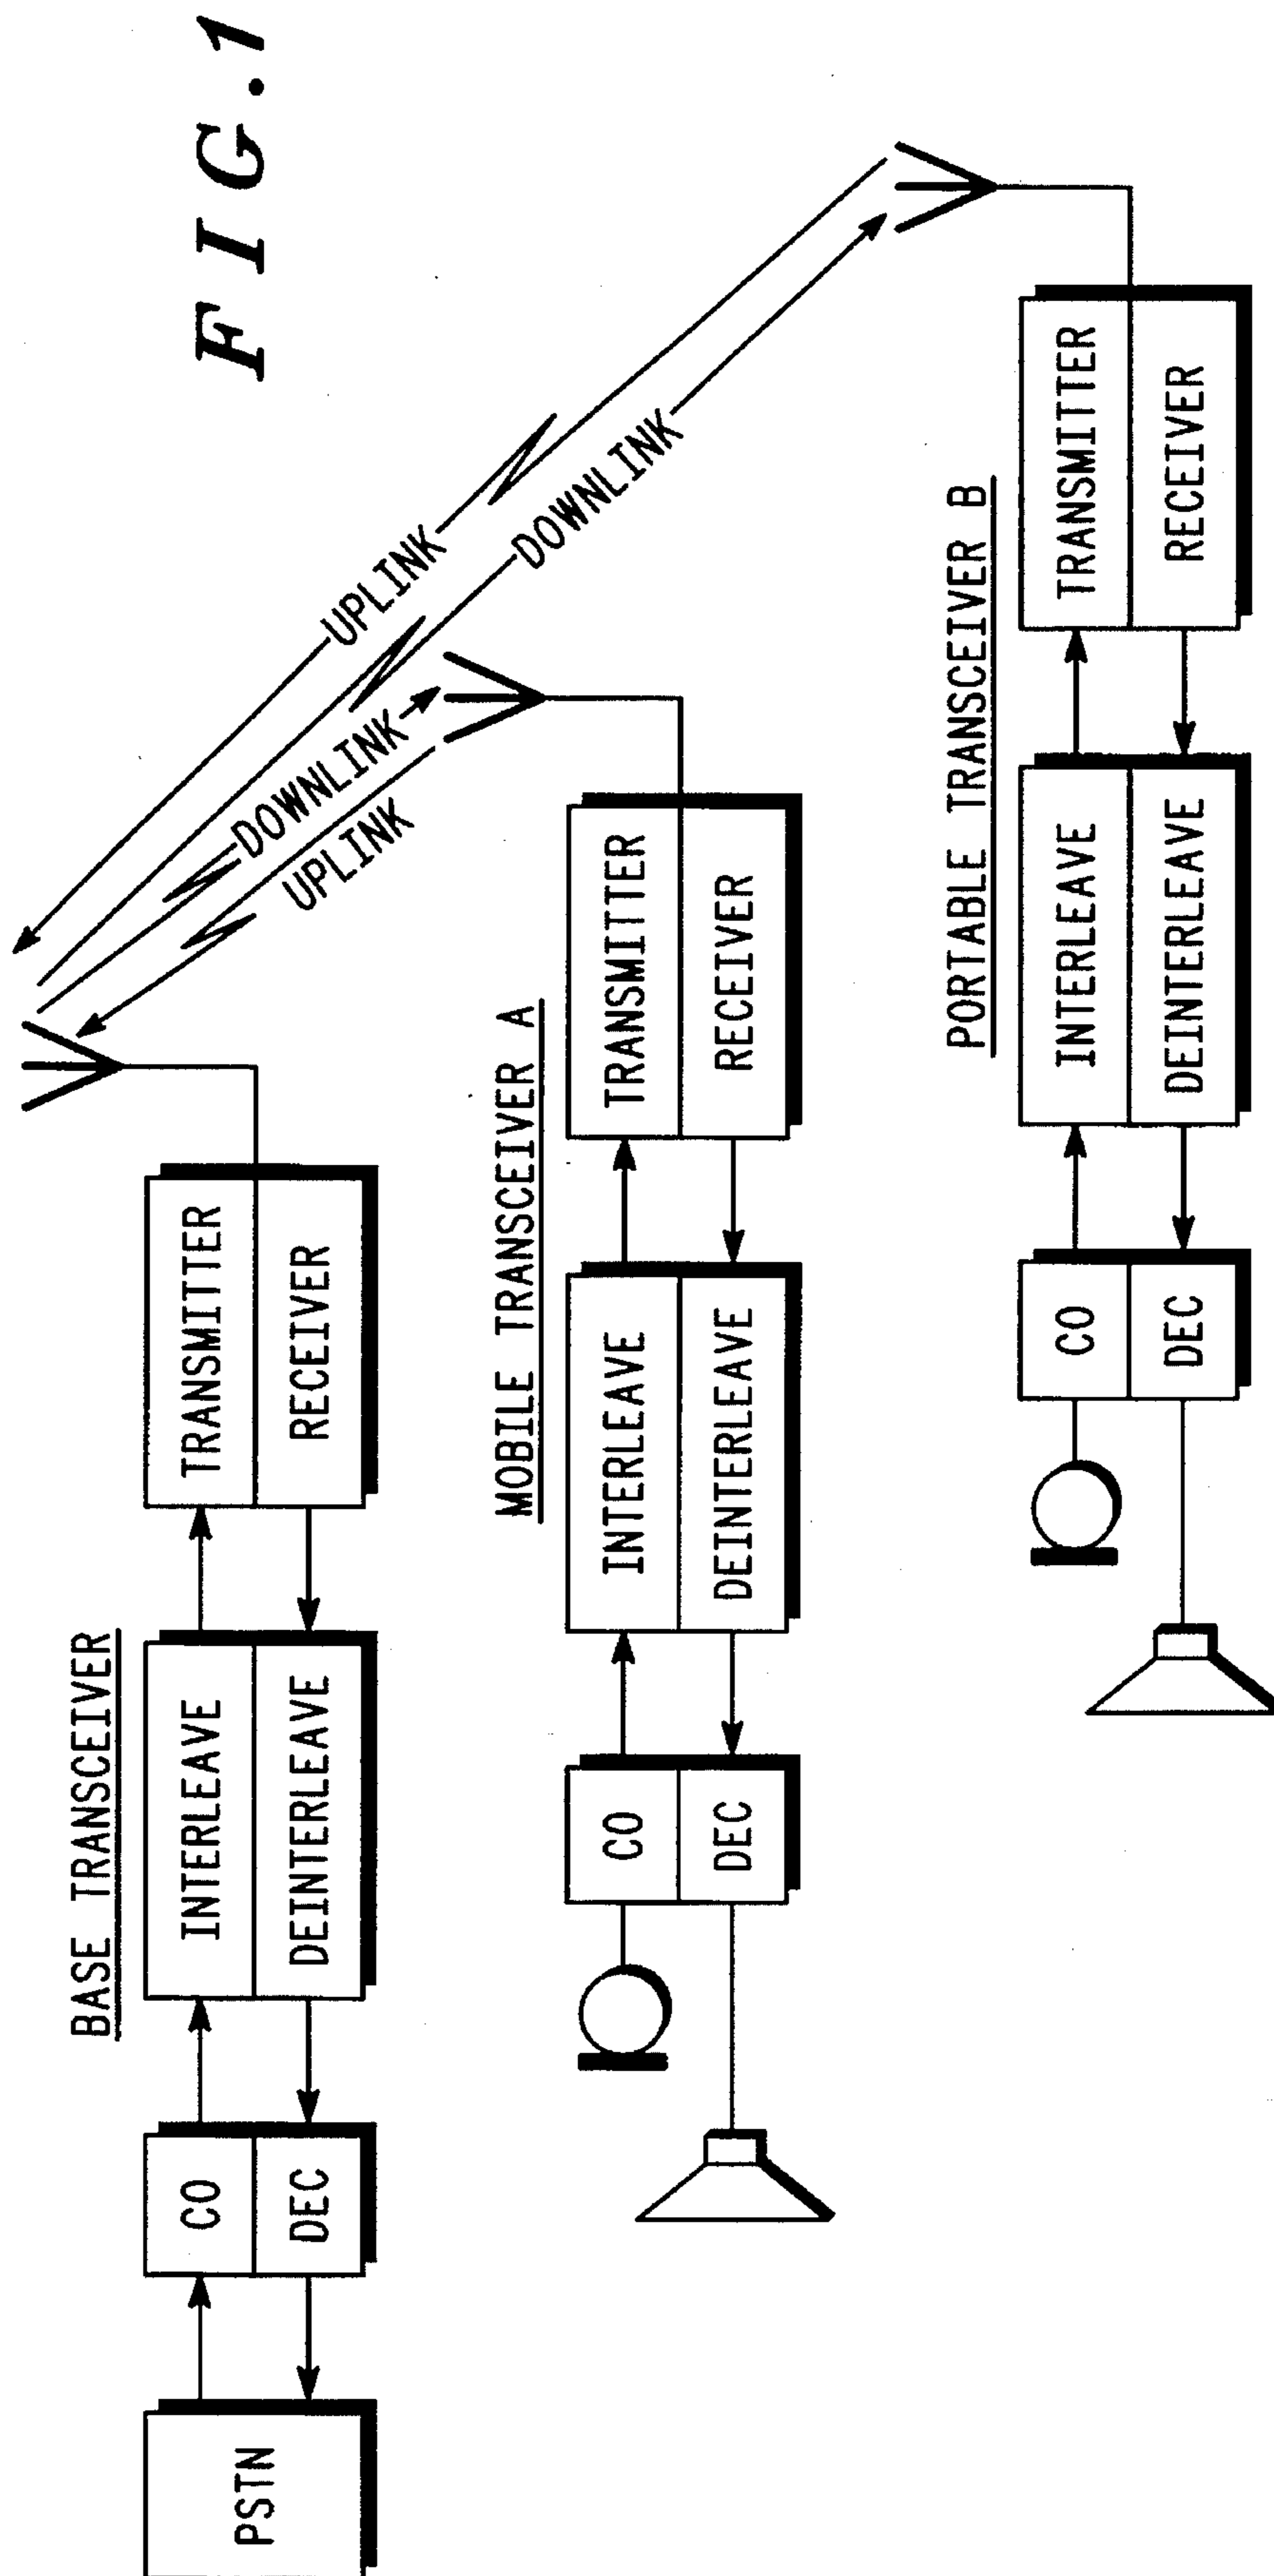 FIG.1
BASE TRANSCEIVER
PSTN
CO
DEC
INTERLEAVE
DEINTERLEAVE
TRANSMITTER
RECEIVER
UPLINK
DOWNLINK
DOWNLINK
UPLINK
MOBILE TRANSCEIVER A
CO
DEC
INTERLEAVE
DEINTERLEAVE
TRANSMITTER
RECEIVER
PORTABLE TRANSCEIVER B
CO
DEC
INTERLEAVE
DEINTERLEAVE
TRANSMITTER
RECEIVER